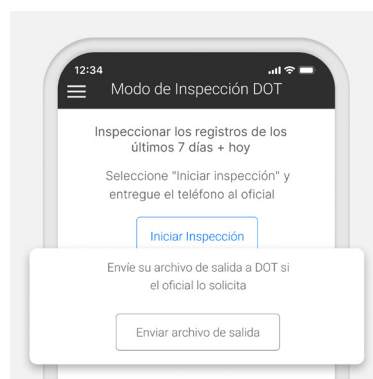 12:34
Modo de Inspección DOT
Inspeccionar los registros de los
últimos 7 días + hoy
Seleccione "Iniciar inspección" y
entregue el teléfono al oficial
Iniciar Inspección
Envíe su archivo de salida a DOT si
el oficial lo solicita
Enviar archivo de salida